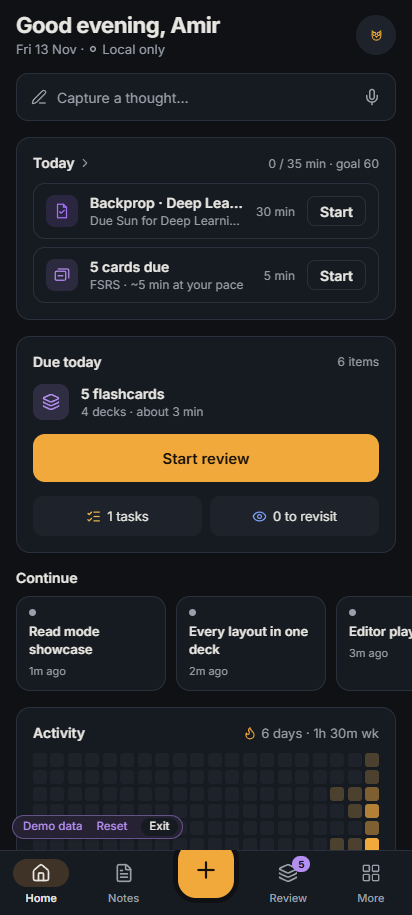 Good evening, Amir
Fri 13 Nov · Local only
Capture a thought...
Today
0 / 35 min · goal 60
Backprop · Deep Lea...
Due Sun for Deep Learni...
30 min
Start
5 cards due
FSRS · ~5 min at your pace
5 min
Start
Due today
6 items
5 flashcards
4 decks · about 3 min
Start review
1 tasks
0 to revisit
Continue
Read mode
showcase
1m ago
Every layout in one
deck
2m ago
Editor play
3m ago
Activity
6 days · 1h 30m wk
Demo data
Reset
Exit
Home
Notes
5
Review
More